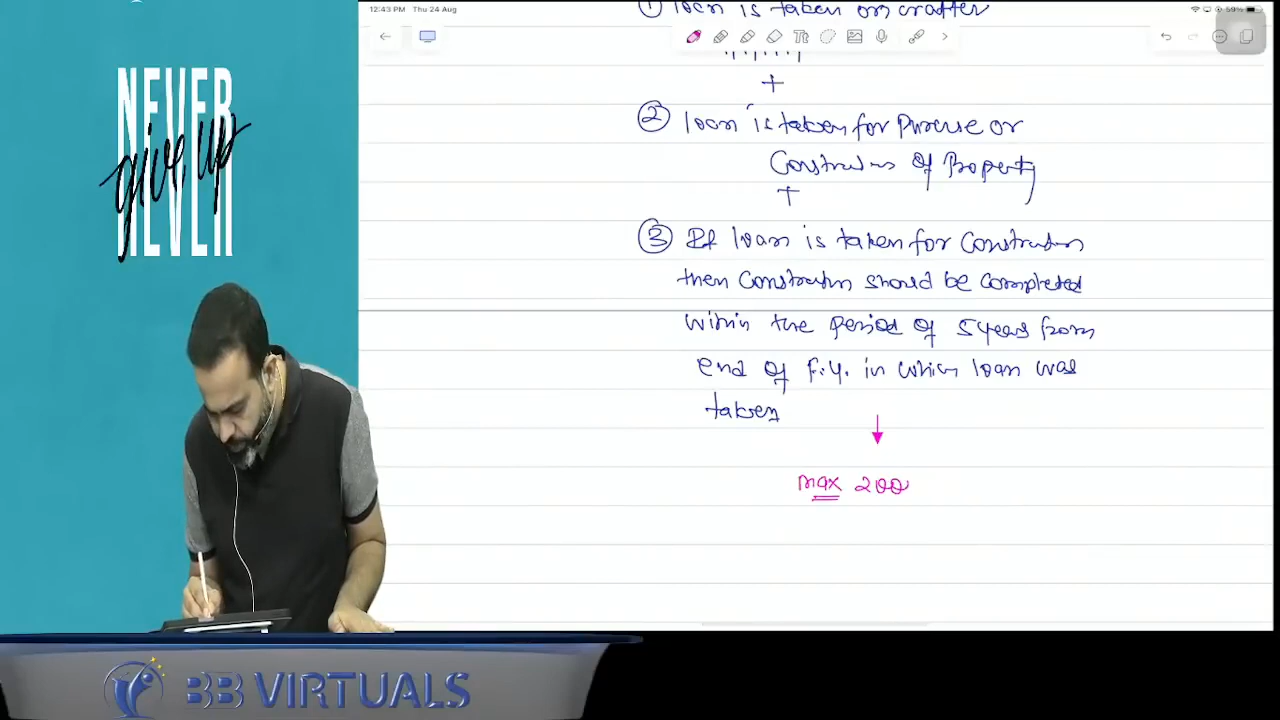 12:43 PM Thu 24 Aug
59%
① loan is taken on or after
+
② loan is taken for Purchase or
Construction of Property
+
③ If loan is taken for Construction
then Construction should be completed
within the period of 5 years from
end of f.y. in which loan was
taken
max 200
NEVER
give up
NEVER
BB VIRTUALS